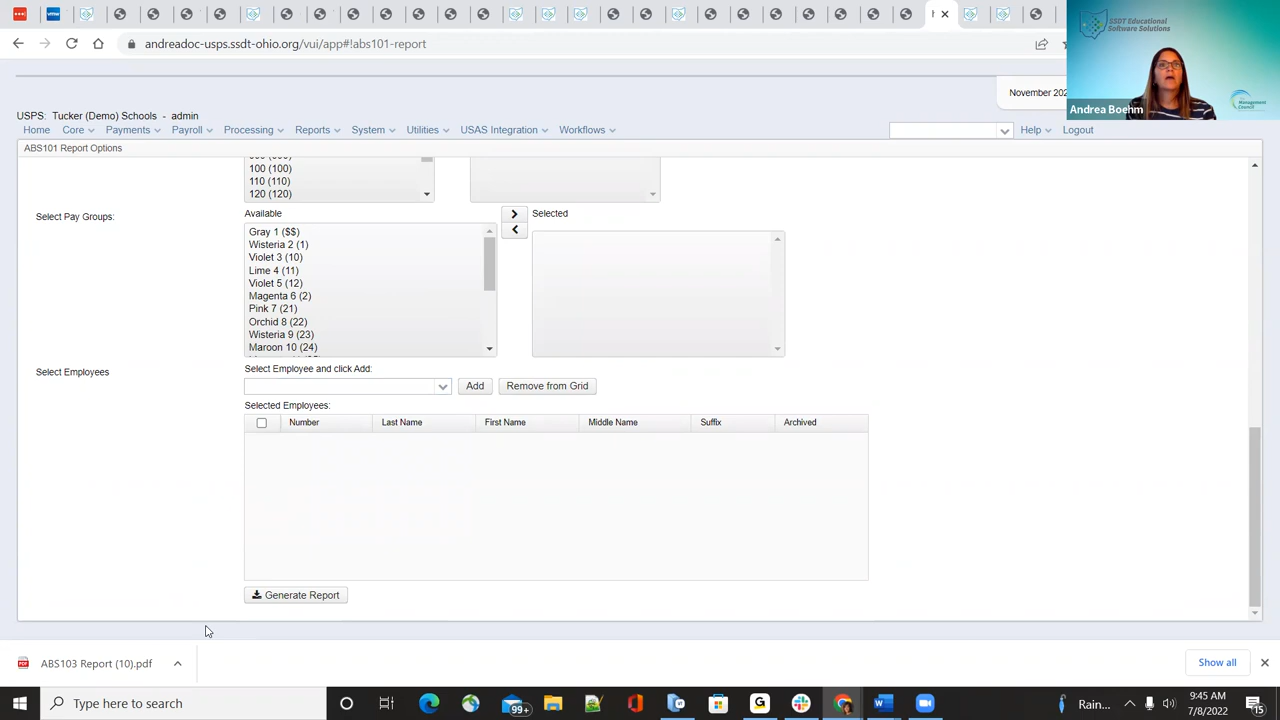 andreadoc-usps.ssdt-ohio.org/vui/app#!abs101-report
SSDT Educational
Software Solutions
Andrea Boehm
Management
Council
November 202
USPS: Tucker (Demo) Schools - admin
Home Core Payments Payroll Processing Reports System Utilities USAS Integration Workflows Help Logout
ABS101 Report Options
100 (100)
110 (110)
120 (120)
Select Pay Groups:
Available
Selected
Gray 1 ($$)
Wisteria 2 (1)
Violet 3 (10)
Lime 4 (11)
Violet 5 (12)
Magenta 6 (2)
Pink 7 (21)
Orchid 8 (22)
Wisteria 9 (23)
Maroon 10 (24)
Select Employees
Select Employee and click Add:
Add
Remove from Grid
Selected Employees:
Number Last Name First Name Middle Name Suffix Archived
Generate Report
ABS103 Report (10).pdf
Show all
Type here to search
99+
Rain...
9:45 AM
7/8/2022
15